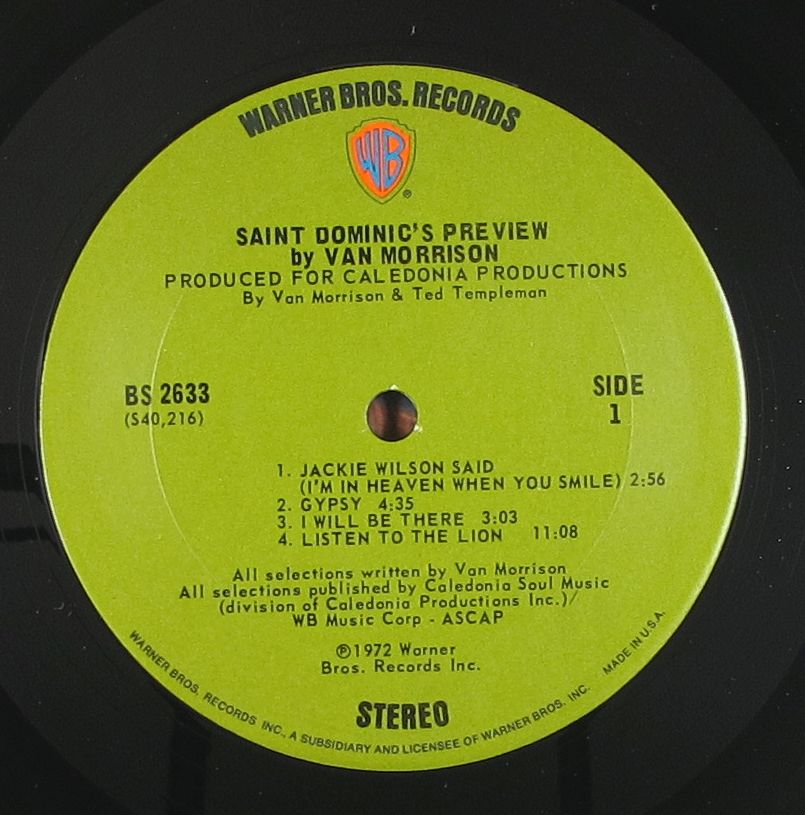 WARNER BROS. RECORDS
WB
®
SAINT DOMINIC'S PREVIEW
by VAN MORRISON
PRODUCED FOR CALEDONIA PRODUCTIONS
By Van Morrison & Ted Templeman
BS 2633
(S40,216)
SIDE
1
1. JACKIE WILSON SAID
(I'M IN HEAVEN WHEN YOU SMILE) 2:56
2. GYPSY 4:35
3. I WILL BE THERE 3:03
4. LISTEN TO THE LION 11:08
All selections written by Van Morrison
All selections published by Caledonia Soul Music
(division of Caledonia Productions Inc.)/
WB Music Corp - ASCAP
℗1972 Warner
Bros. Records Inc.
STEREO
WARNER BROS. RECORDS INC., A SUBSIDIARY AND LICENSEE OF WARNER BROS. INC. MADE IN U.S.A.